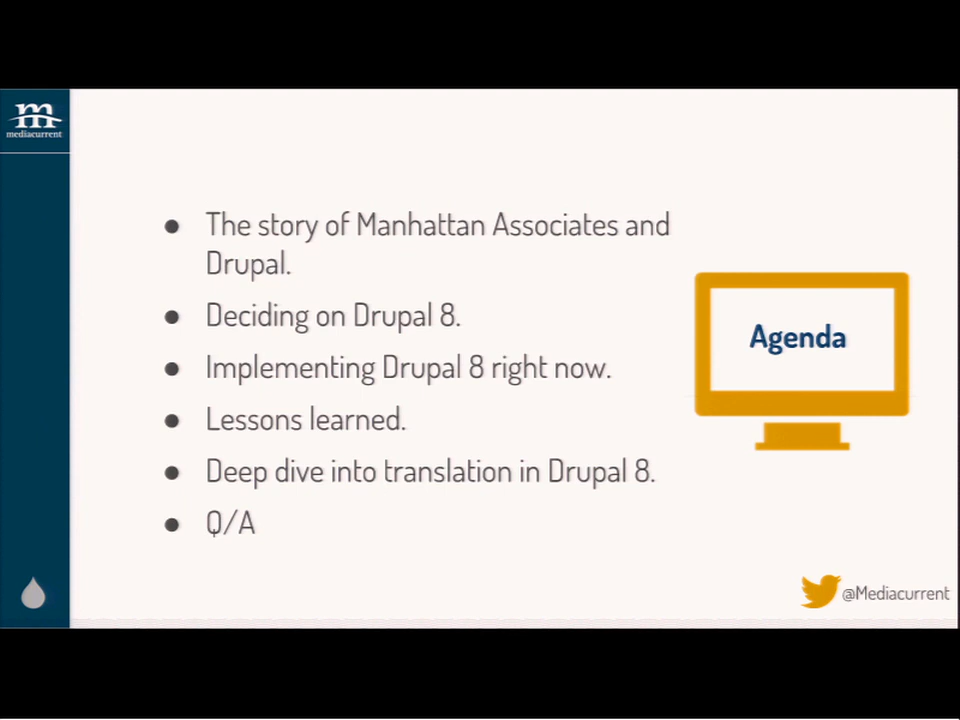 m
mediacurrent
● The story of Manhattan Associates and
Drupal.
● Deciding on Drupal 8.
● Implementing Drupal 8 right now.
● Lessons learned.
● Deep dive into translation in Drupal 8.
● Q/A
Agenda
@Mediacurrent